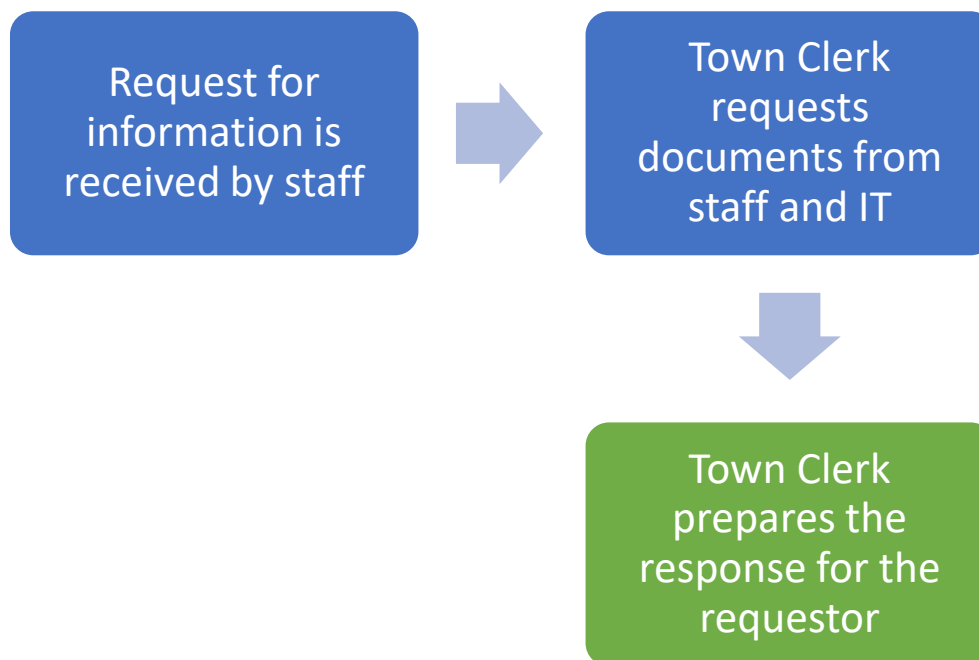 Request for
information is
received by staff
Town Clerk
requests
documents from
staff and IT
Town Clerk
prepares the
response for the
requestor